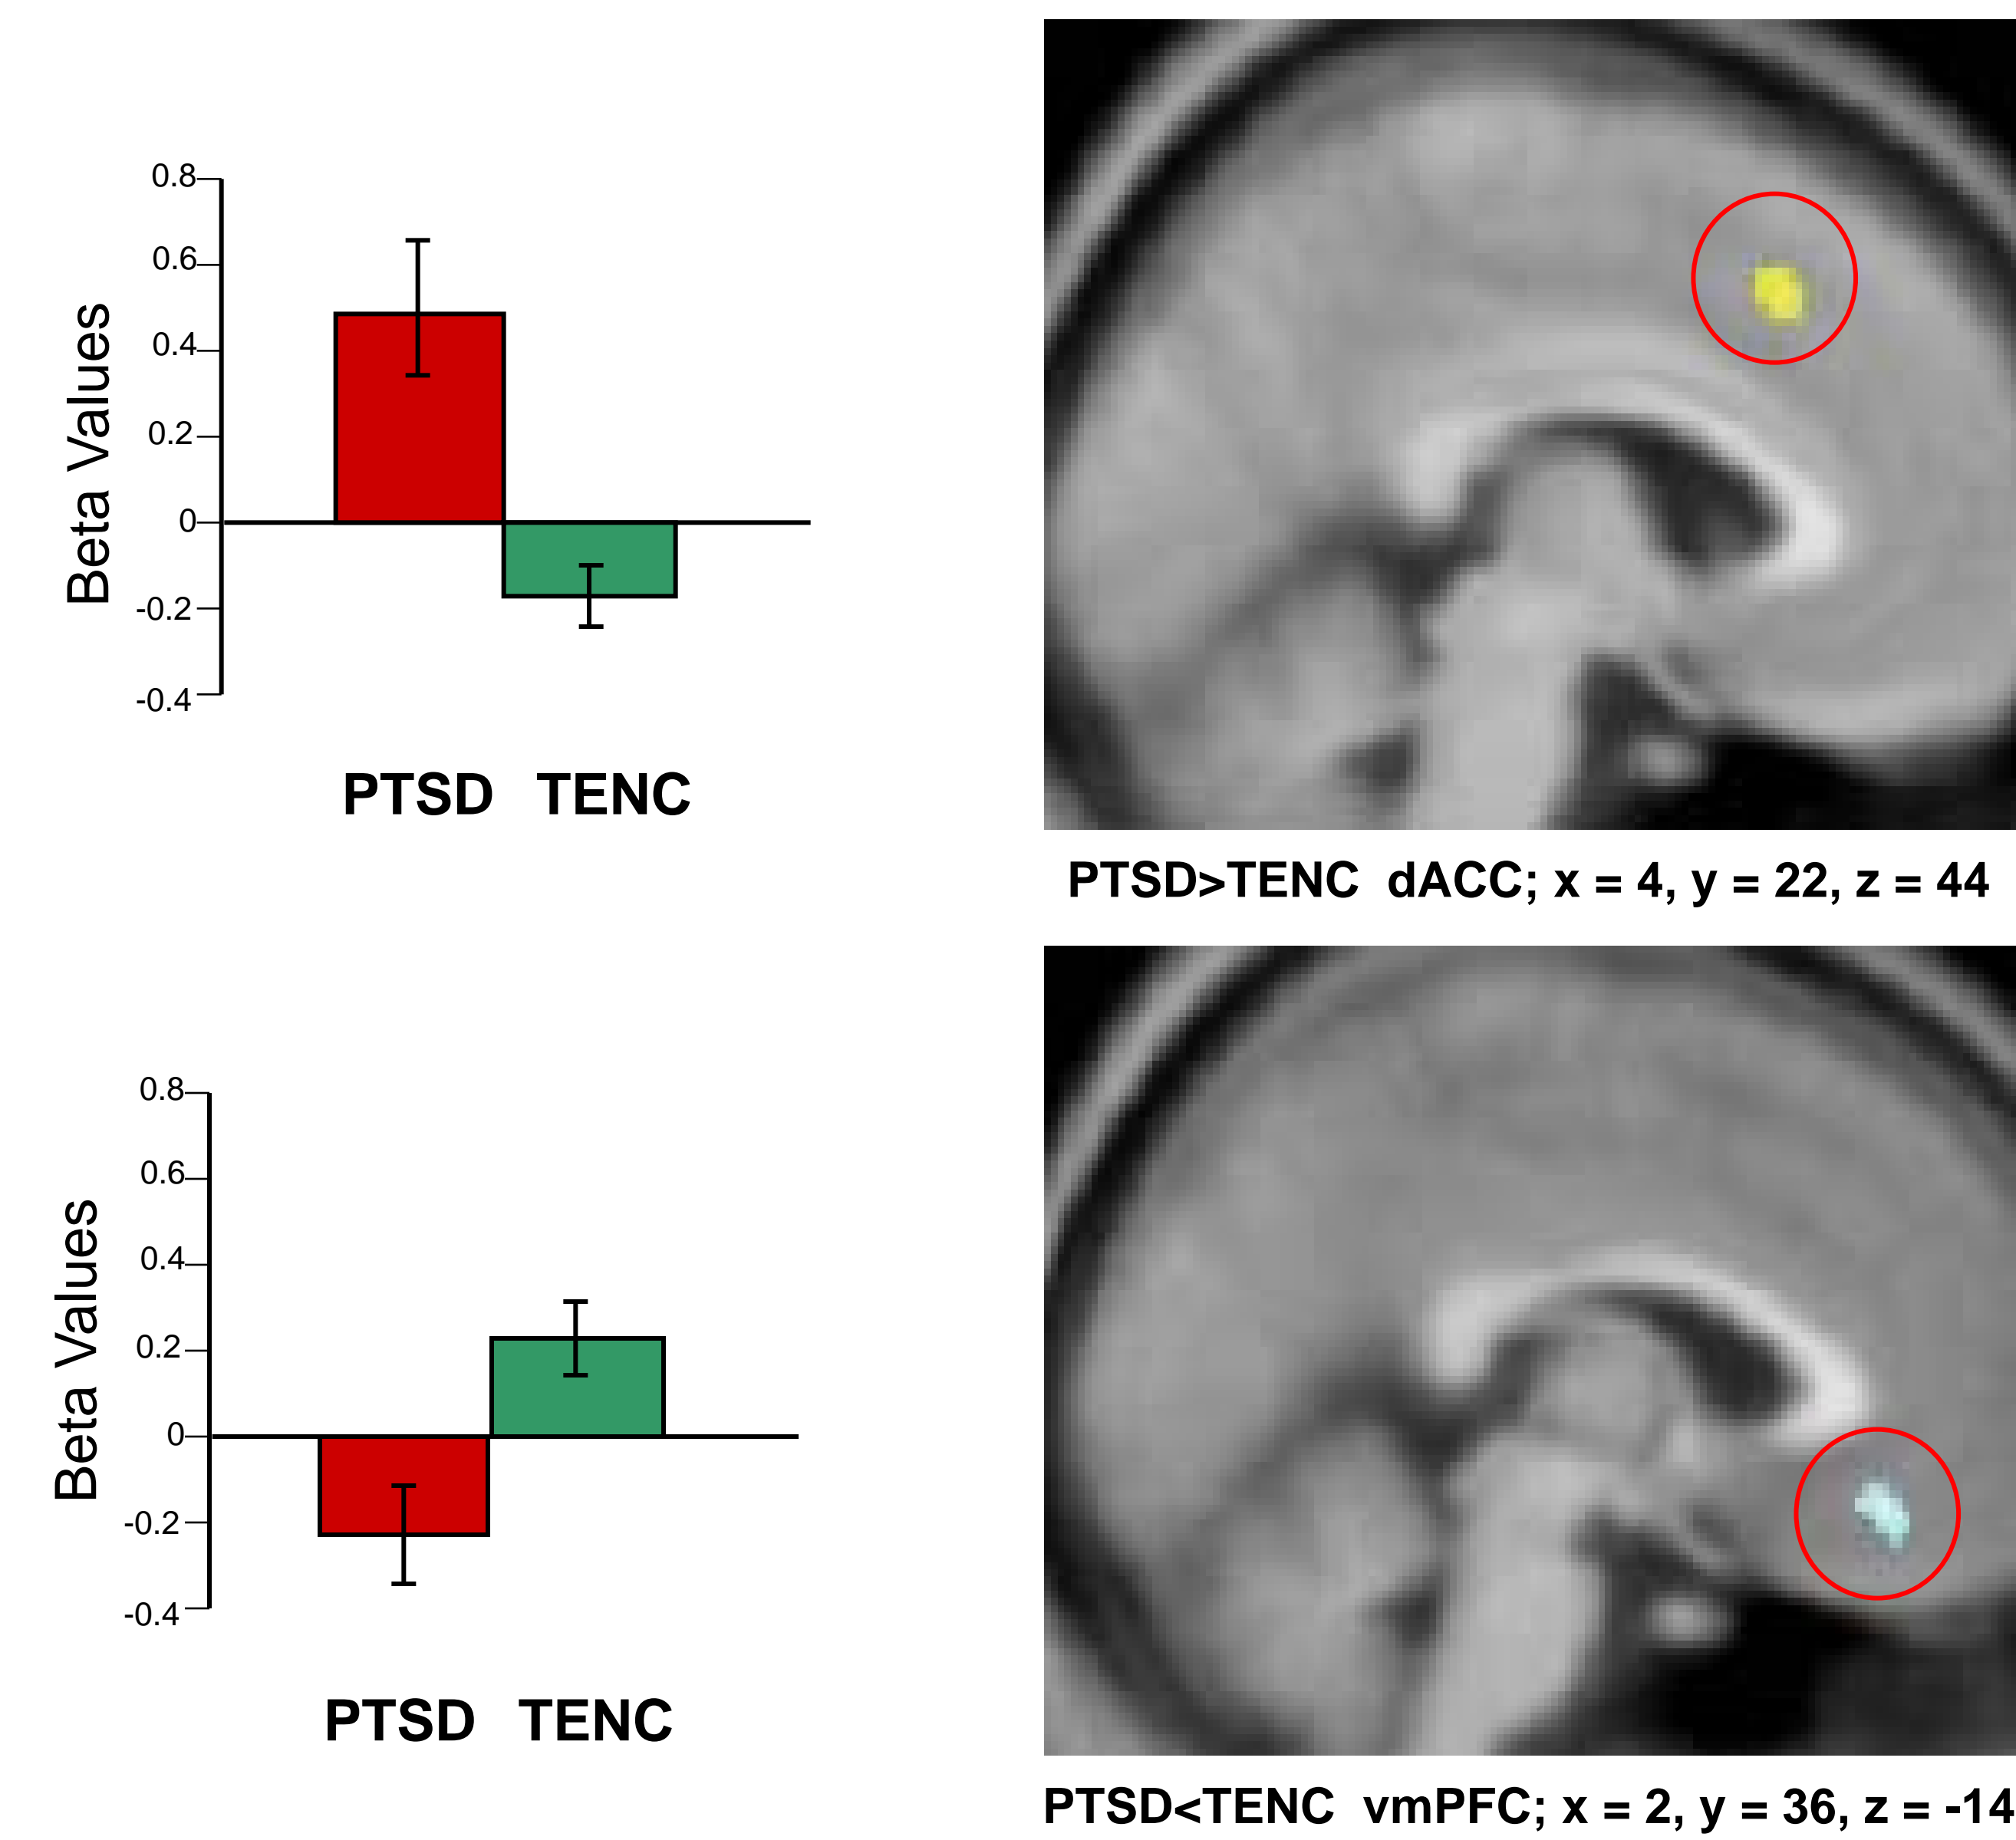 Beta Values
0.8
0.6
0.4
0.2
0
-0.2
-0.4
PTSD TENC
PTSD>TENC dACC; x = 4, y = 22, z = 44
Beta Values
0.8
0.6
0.4
0.2
0
-0.2
-0.4
PTSD TENC
PTSD<TENC vmPFC; x = 2, y = 36, z = -14